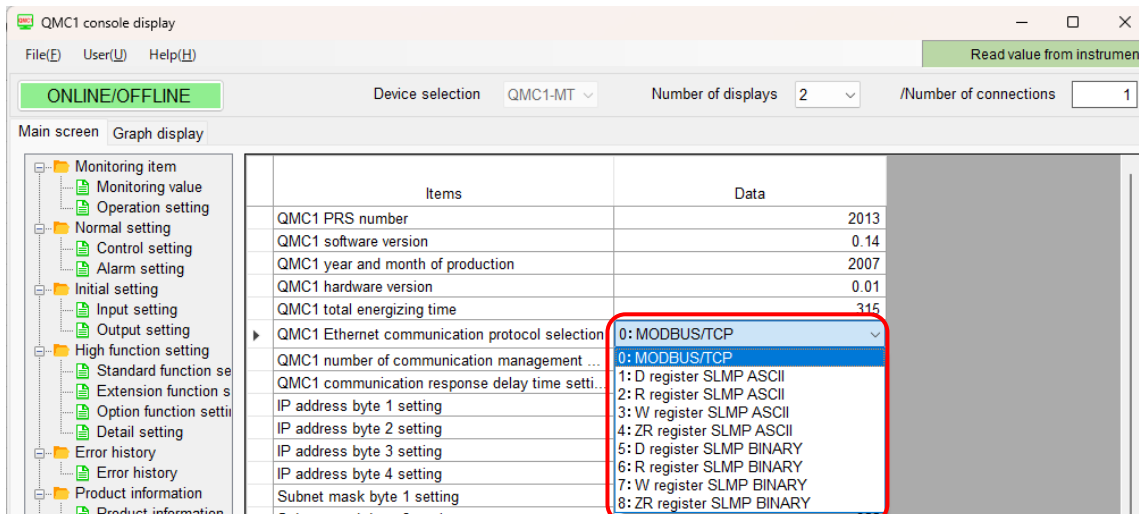 QMC1 console display
File(F) User(U) Help(H)
Read value from instrumen
ONLINE/OFFLINE Device selection QMC1-MT Number of displays 2 /Number of connections 1
Main screen Graph display
Monitoring item
Monitoring value
Operation setting
Normal setting
Control setting
Alarm setting
Initial setting
Input setting
Output setting
High function setting
Standard function se
Extension function s
Option function settin
Detail setting
Error history
Error history
Product information
Product information
Items Data
QMC1 PRS number 2013
QMC1 software version 0.14
QMC1 year and month of production 2007
QMC1 hardware version 0.01
QMC1 total energizing time 315
QMC1 Ethernet communication protocol selection 0: MODBUS/TCP
QMC1 number of communication management ...
QMC1 communication response delay time setti...
IP address byte 1 setting
IP address byte 2 setting
IP address byte 3 setting
IP address byte 4 setting
Subnet mask byte 1 setting
0: MODBUS/TCP
1: D register SLMP ASCII
2: R register SLMP ASCII
3: W register SLMP ASCII
4: ZR register SLMP ASCII
5: D register SLMP BINARY
6: R register SLMP BINARY
7: W register SLMP BINARY
8: ZR register SLMP BINARY